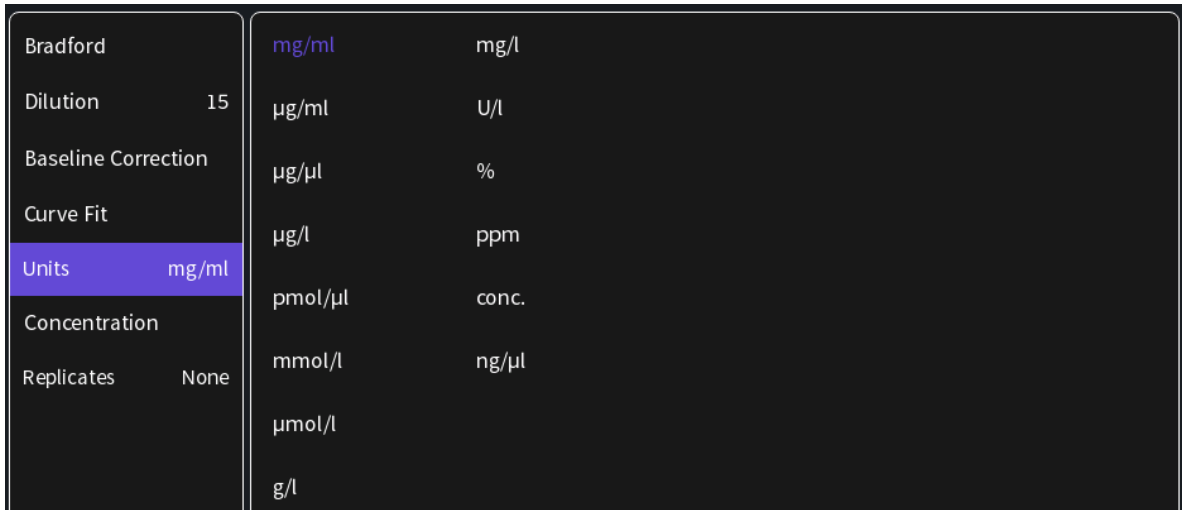 Bradford
Dilution 15
Baseline Correction
Curve Fit
Units mg/ml
Concentration
Replicates None
mg/ml mg/l
µg/ml U/l
µg/µl %
µg/l ppm
pmol/µl conc.
mmol/l ng/µl
µmol/l
g/l